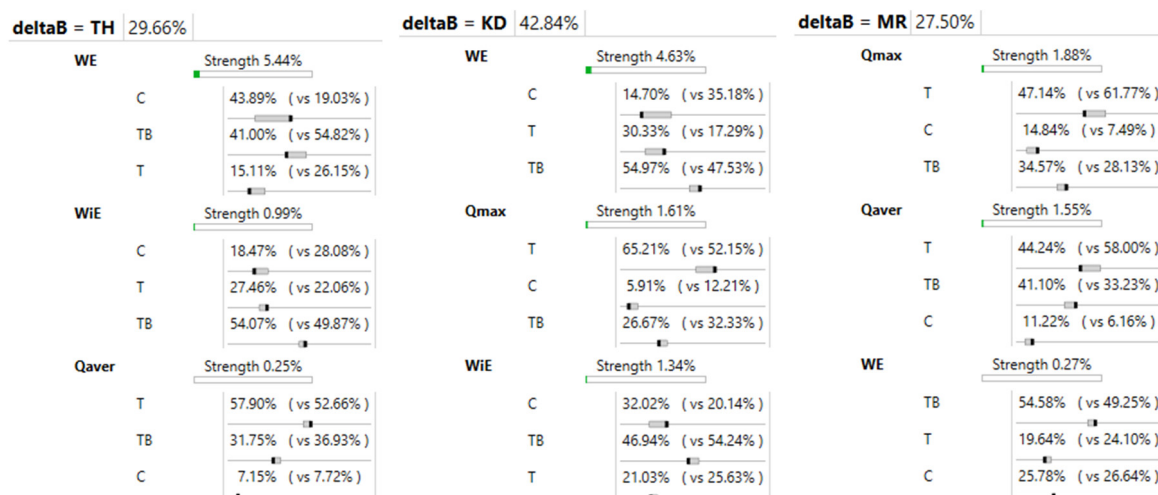 deltaB = TH 29.66%
WE Strength 5.44%
C 43.89% ( vs 19.03% )
TB 41.00% ( vs 54.82% )
T 15.11% ( vs 26.15% )
WiE Strength 0.99%
C 18.47% ( vs 28.08% )
T 27.46% ( vs 22.06% )
TB 54.07% ( vs 49.87% )
Qaver Strength 0.25%
T 57.90% ( vs 52.66% )
TB 31.75% ( vs 36.93% )
C 7.15% ( vs 7.72% )
deltaB = KD 42.84%
WE Strength 4.63%
C 14.70% ( vs 35.18% )
T 30.33% ( vs 17.29% )
TB 54.97% ( vs 47.53% )
Qmax Strength 1.61%
T 65.21% ( vs 52.15% )
C 5.91% ( vs 12.21% )
TB 26.67% ( vs 32.33% )
WiE Strength 1.34%
C 32.02% ( vs 20.14% )
TB 46.94% ( vs 54.24% )
T 21.03% ( vs 25.63% )
deltaB = MR 27.50%
Qmax Strength 1.88%
T 47.14% ( vs 61.77% )
C 14.84% ( vs 7.49% )
TB 34.57% ( vs 28.13% )
Qaver Strength 1.55%
T 44.24% ( vs 58.00% )
TB 41.10% ( vs 33.23% )
C 11.22% ( vs 6.16% )
WE Strength 0.27%
TB 54.58% ( vs 49.25% )
T 19.64% ( vs 24.10% )
C 25.78% ( vs 26.64% )